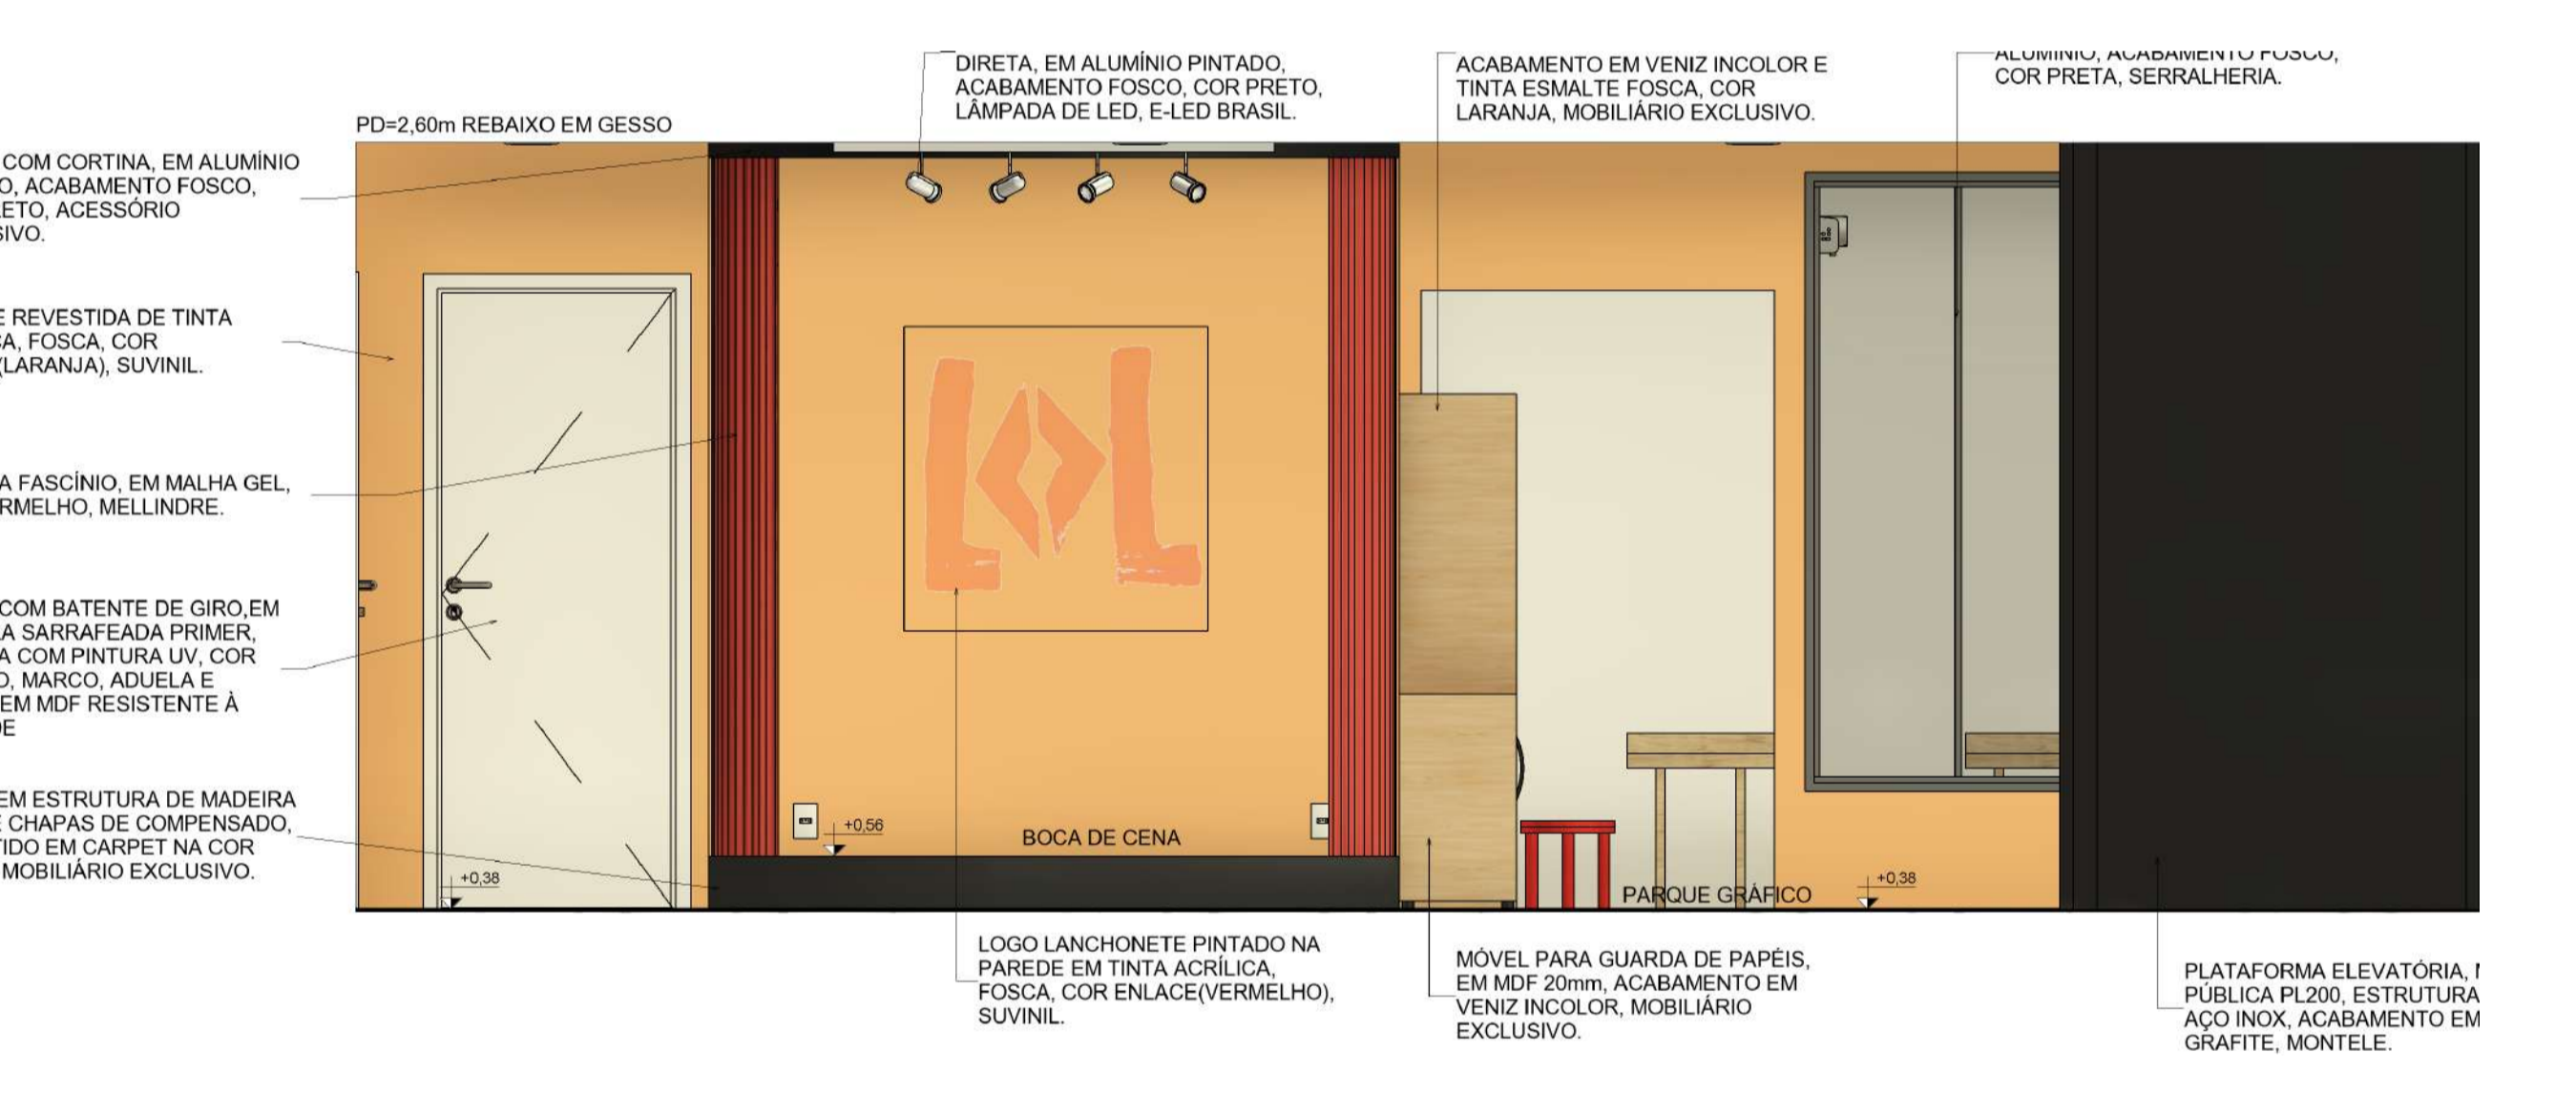 DIRETA, EM ALUMÍNIO PINTADO,
ACABAMENTO FOSCO, COR PRETO,
LÂMPADA DE LED, E-LED BRASIL.
ACABAMENTO EM VENIZ INCOLOR E
TINTA ESMALTE FOSCA, COR
LARANJA, MOBILIÁRIO EXCLUSIVO.
ALUMÍNIO, ACABAMENTO FOSCO,
COR PRETA, SERRALHERIA.
PD=2,60m REBAIXO EM GESSO
COM CORTINA, EM ALUMÍNIO
O, ACABAMENTO FOSCO,
ETO, ACESSÓRIO
SIVO.
E REVESTIDA DE TINTA
CA, FOSCA, COR
(LARANJA), SUVINIL.
A FASCÍNIO, EM MALHA GEL,
RMELHO, MELLINDRE.
COM BATENTE DE GIRO,EM
A SARRAFEADA PRIMER,
A COM PINTURA UV, COR
O, MARCO, ADUELA E
EM MDF RESISTENTE À
DE
EM ESTRUTURA DE MADEIRA
E CHAPAS DE COMPENSADO,
TIDO EM CARPET NA COR
MOBILIÁRIO EXCLUSIVO.
+0,38
+0,56
BOCA DE CENA
PARQUE GRÁFICO
+0,38
LOGO LANCHONETE PINTADO NA
PAREDE EM TINTA ACRÍLICA,
FOSCA, COR ENLACE(VERMELHO),
SUVINIL.
MÓVEL PARA GUARDA DE PAPÉIS,
EM MDF 20mm, ACABAMENTO EM
VENIZ INCOLOR, MOBILIÁRIO
EXCLUSIVO.
PLATAFORMA ELEVATÓRIA,
PÚBLICA PL200, ESTRUTURA
AÇO INOX, ACABAMENTO EM
GRAFITE, MONTELE.